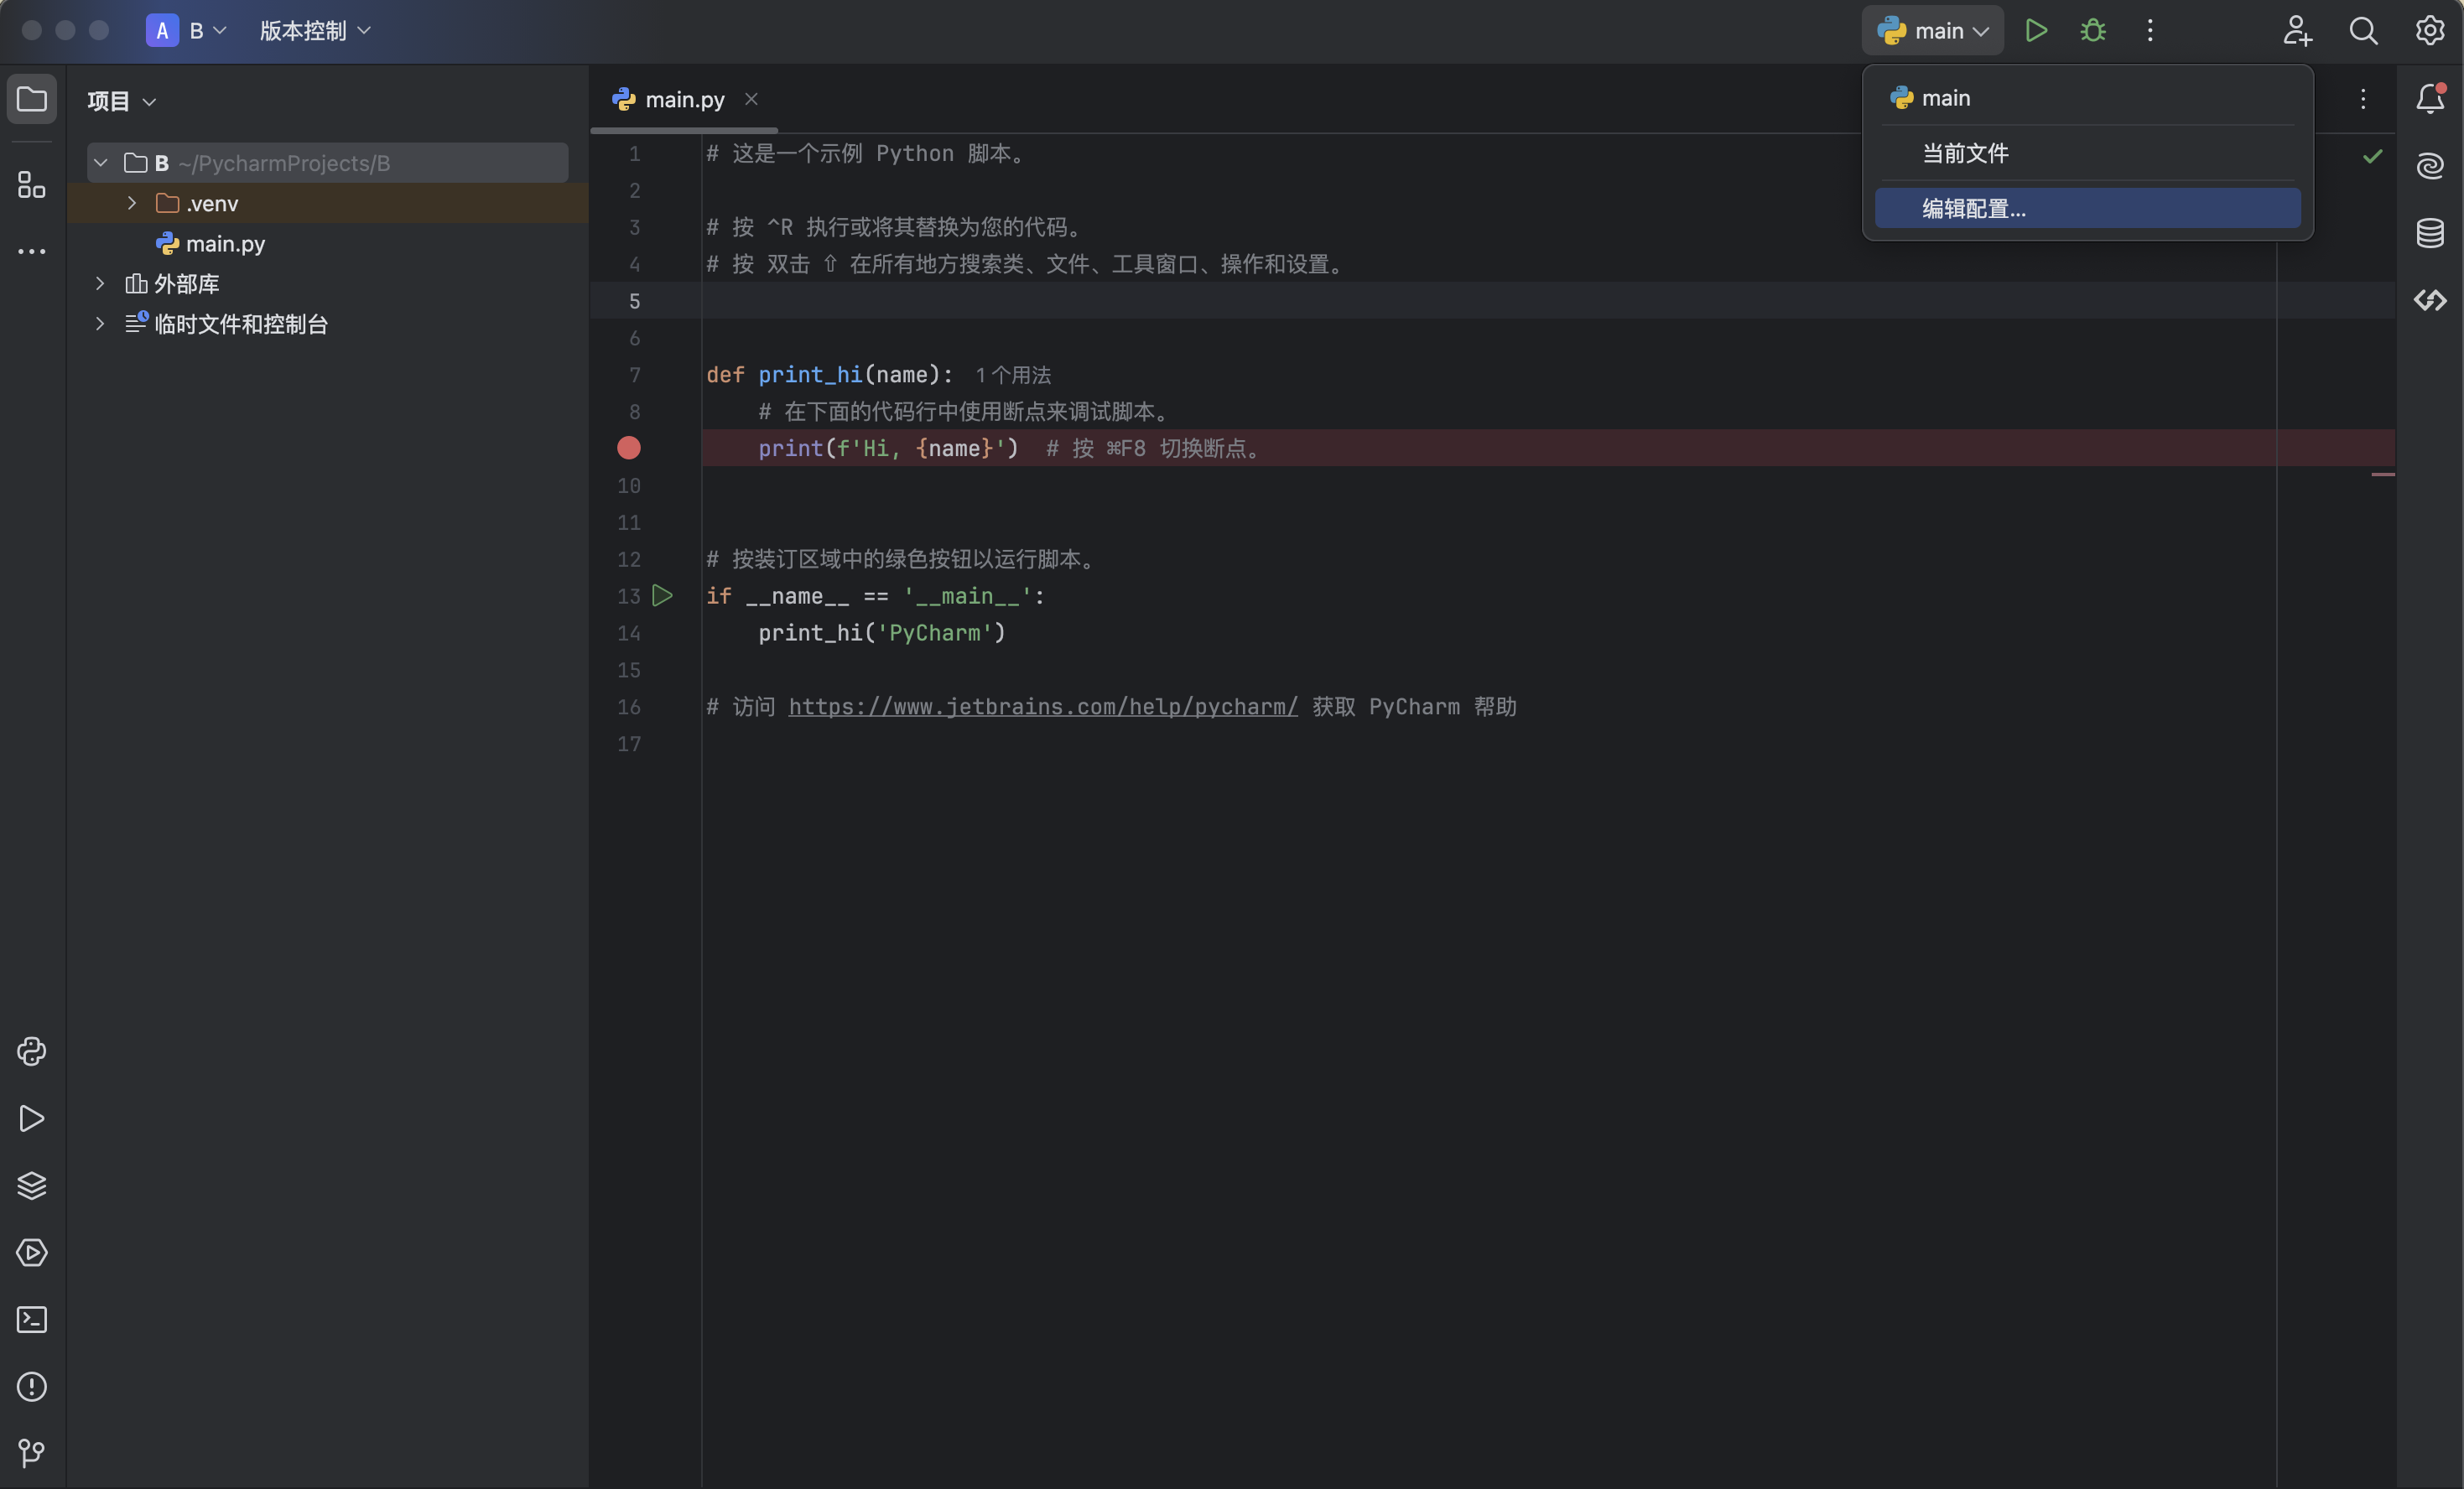 A B 版本控制 main
项目
main.py
main
当前文件
编辑配置...
B ~/PycharmProjects/B
.venv
main.py
外部库
临时文件和控制台
1 # 这是一个示例 Python 脚本。
2
3 # 按 ^R 执行或将其替换为您的代码。
4 # 按 双击 ⇧ 在所有地方搜索类、文件、工具窗口、操作和设置。
5
6
7 def print_hi(name): 1个用法
8 # 在下面的代码行中使用断点来调试脚本。
print(f'Hi, {name}') # 按 ⌘F8 切换断点。
10
11
12 # 按装订区域中的绿色按钮以运行脚本。
13 if __name__ == '__main__':
14 print_hi('PyCharm')
15
16 # 访问 https://www.jetbrains.com/help/pycharm/ 获取 PyCharm 帮助
17